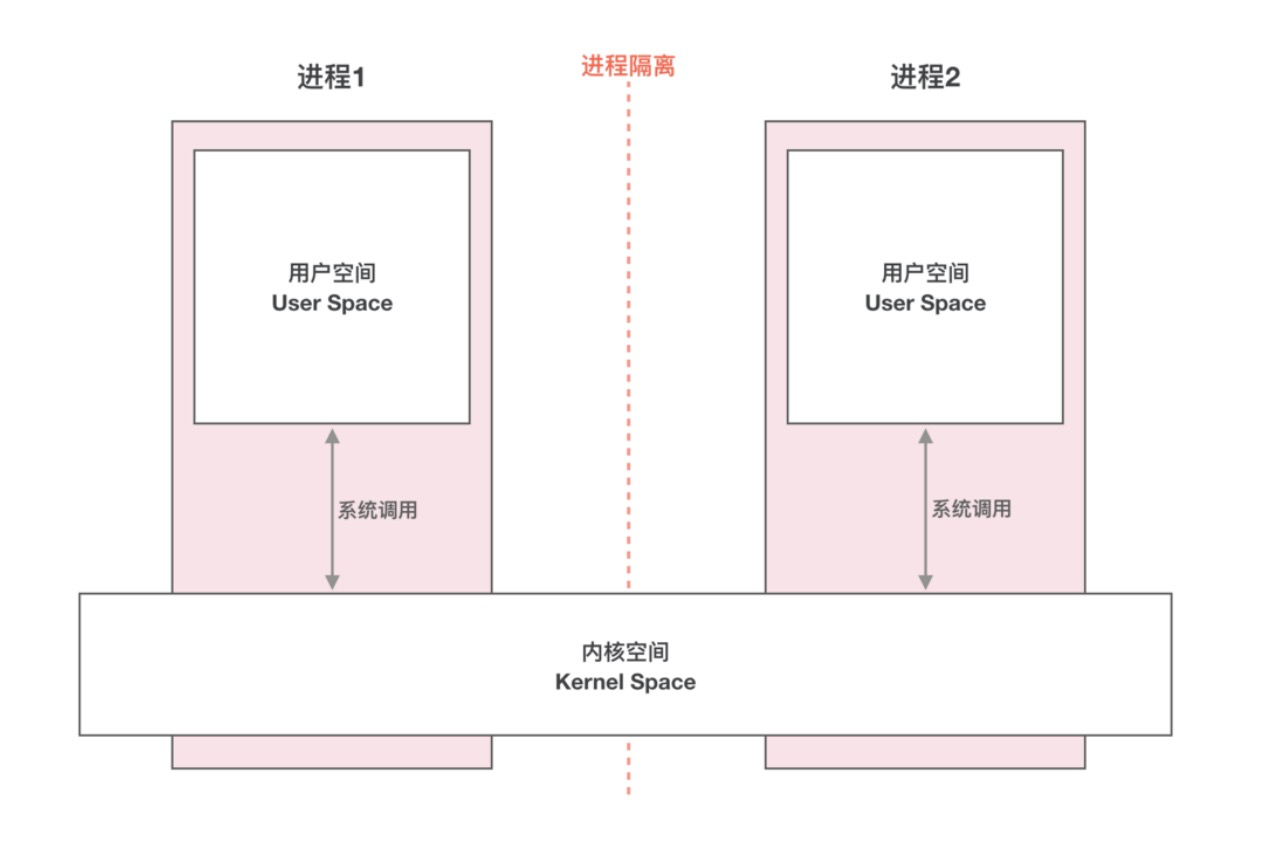 进程隔离
进程1
进程2
用户空间
User Space
用户空间
User Space
系统调用
系统调用
内核空间
Kernel Space